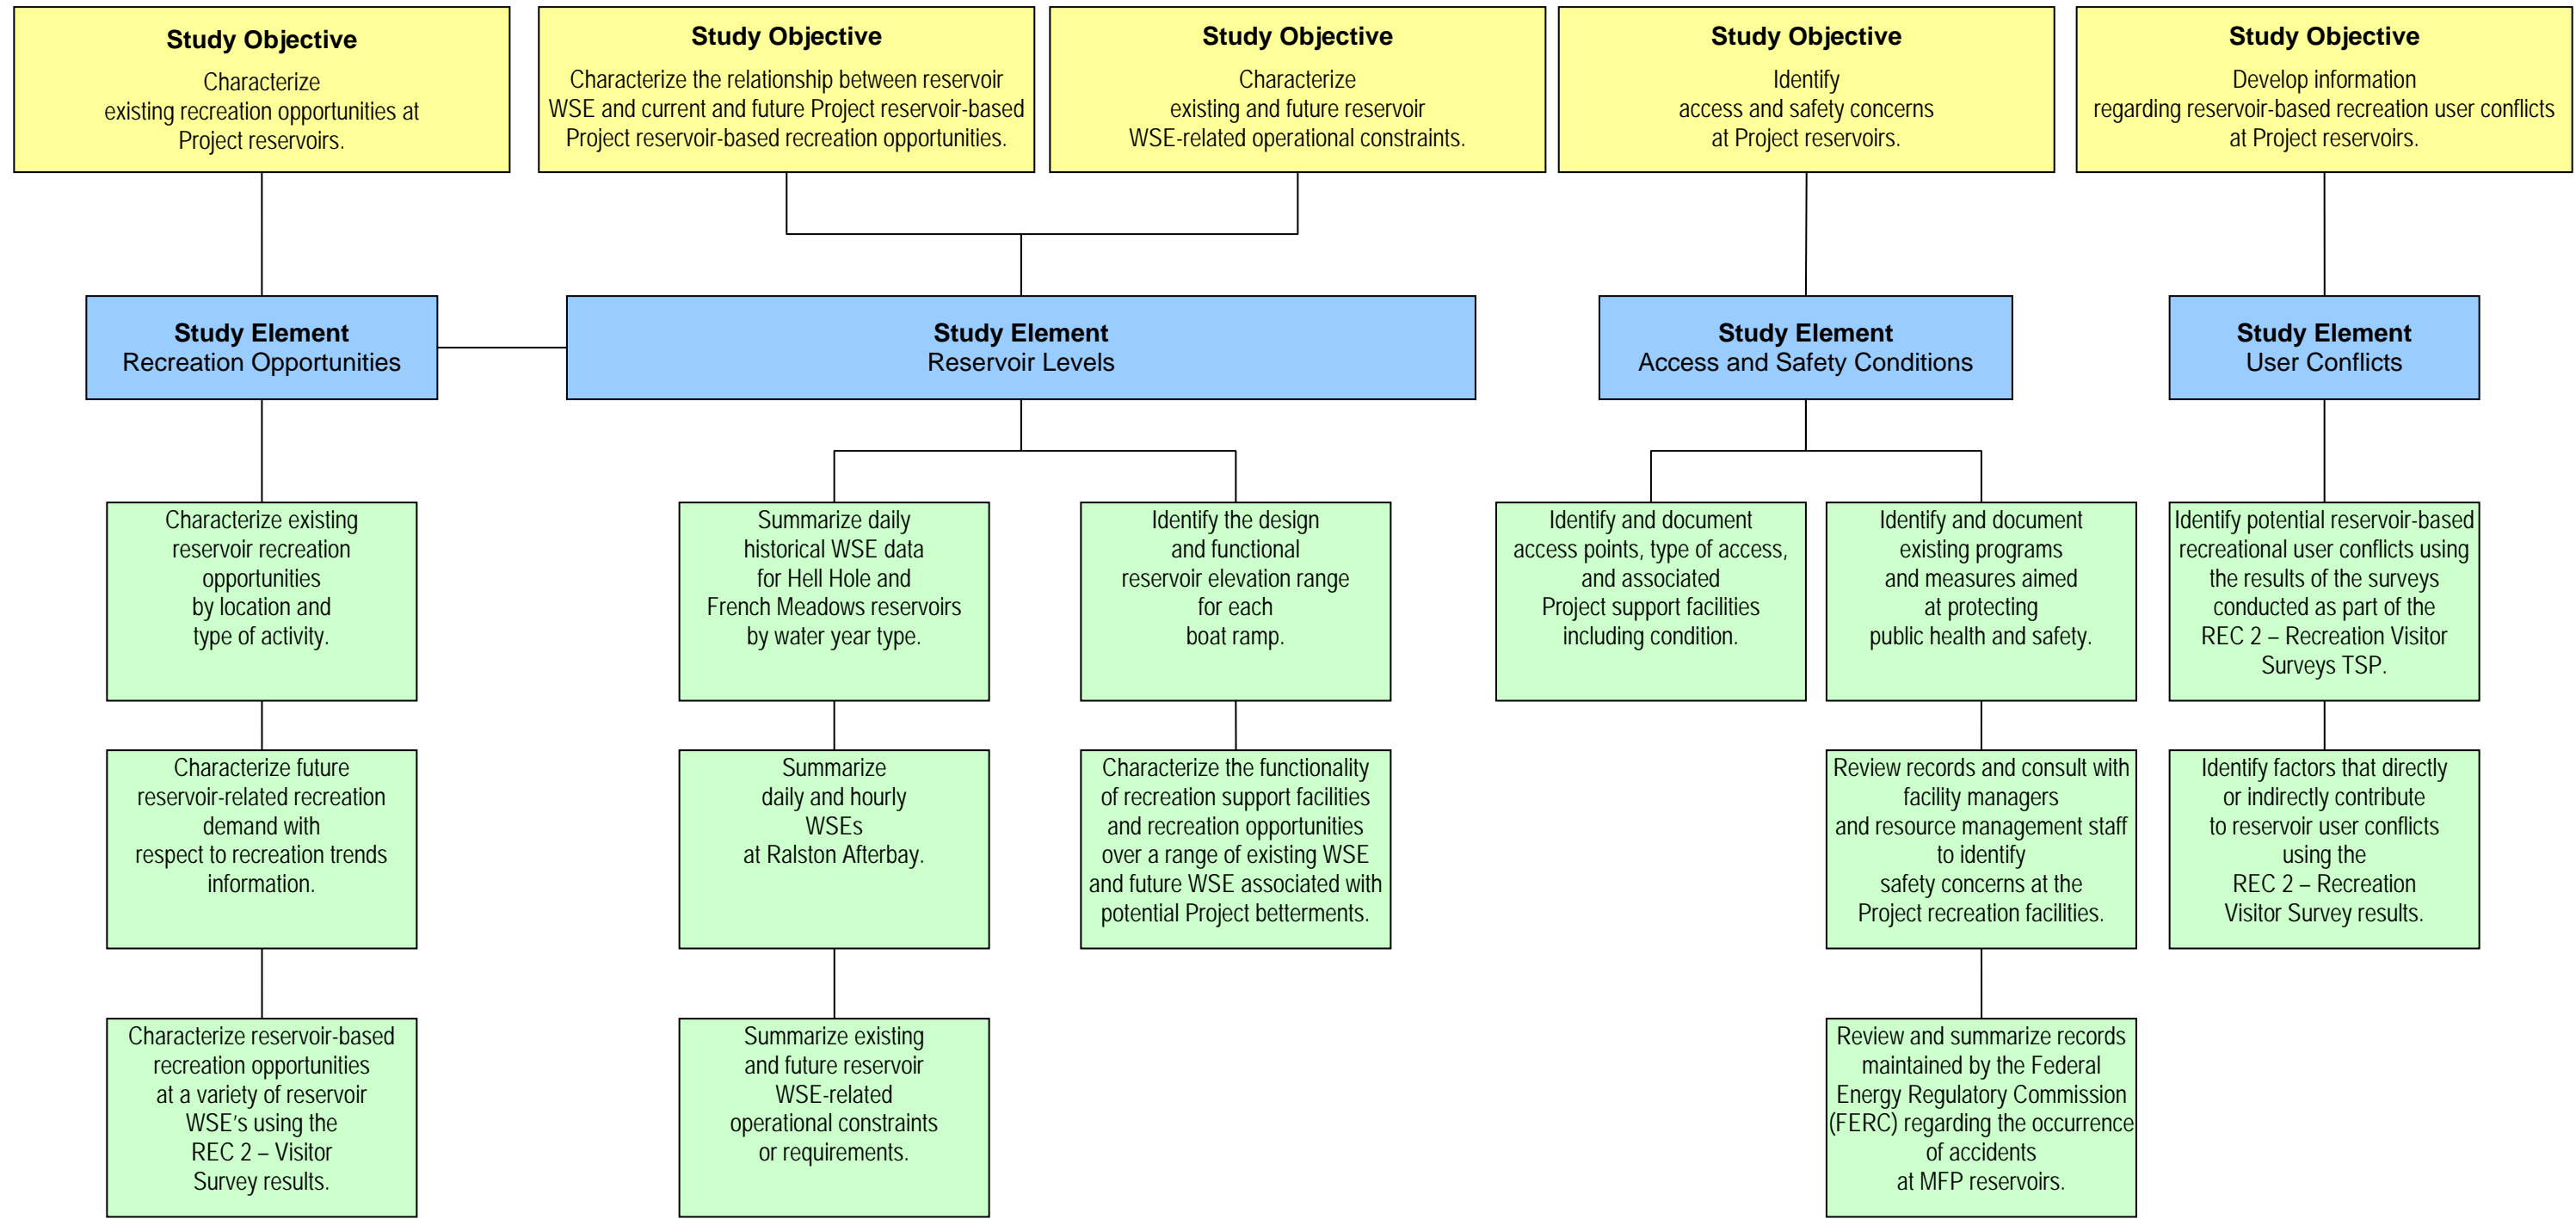 Study Objective
Characterize
existing recreation opportunities at
Project reservoirs.
Study Objective
Characterize the relationship between reservoir
WSE and current and future Project reservoir-based
Project reservoir-based recreation opportunities.
Study Objective
Characterize
existing and future reservoir
WSE-related operational constraints.
Study Objective
Identify
access and safety concerns
at Project reservoirs.
Study Objective
Develop information
regarding reservoir-based recreation user conflicts
at Project reservoirs.
Study Element
Recreation Opportunities
Study Element
Reservoir Levels
Study Element
Access and Safety Conditions
Study Element
User Conflicts
Characterize existing
reservoir recreation
opportunities
by location and
type of activity.
Summarize daily
historical WSE data
for Hell Hole and
French Meadows reservoirs
by water year type.
Identify the design
and functional
reservoir elevation range
for each
boat ramp.
Identify and document
access points, type of access,
and associated
Project support facilities
including condition.
Identify and document
existing programs
and measures aimed
at protecting
public health and safety.
Identify potential reservoir-based
recreational user conflicts using
the results of the surveys
conducted as part of the
REC 2 – Recreation Visitor
Surveys TSP.
Characterize future
reservoir-related recreation
demand with
respect to recreation trends
information.
Summarize
daily and hourly
WSEs
at Ralston Afterbay.
Characterize the functionality
of recreation support facilities
and recreation opportunities
over a range of existing WSE
and future WSE associated with
potential Project betterments.
Review records and consult with
facility managers
and resource management staff
to identify
safety concerns at the
Project recreation facilities.
Identify factors that directly
or indirectly contribute
to reservoir user conflicts
using the
REC 2 – Recreation
Visitor Survey results.
Characterize reservoir-based
recreation opportunities
at a variety of reservoir
WSE's using the
REC 2 – Visitor
Survey results.
Summarize existing
and future reservoir
WSE-related
operational constraints
or requirements.
Review and summarize records
maintained by the Federal
Energy Regulatory Commission
(FERC) regarding the occurrence
of accidents
at MFP reservoirs.